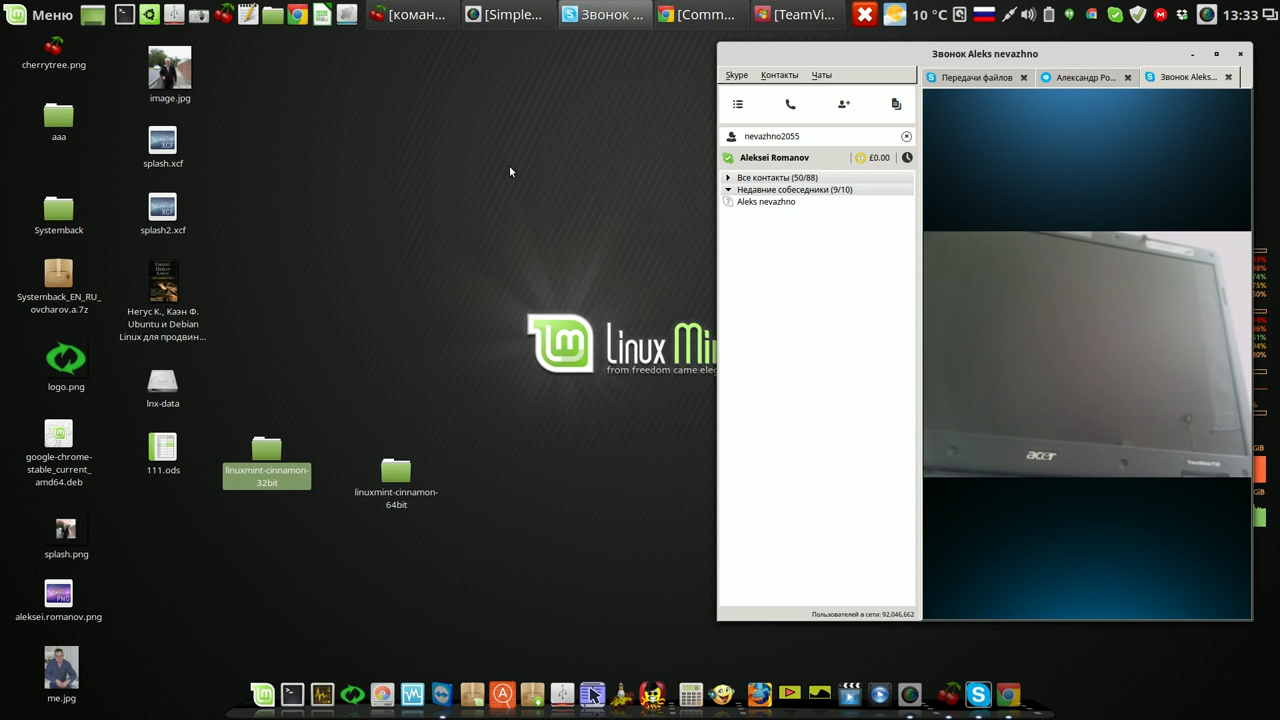 Меню
[коман...
[Simple...
Звонок ...
[Comm...
[TeamVi...
10 °C
13:33
cherrytree.png
image.jpg
aaa
splash.xcf
Systemback
splash2.xcf
Systemback_EN_RU_
ovcharov.a.7z
Негус К., Каэн Ф.
Ubuntu и Debian
Linux для продвин...
logo.png
lnx-data
google-chrome-
stable_current_
amd64.deb
111.ods
linuxmint-cinnamon-
32bit
linuxmint-cinnamon-
64bit
splash.png
aleksei.romanov.png
me.jpg
Linux Mi
from freedom came eleg
Звонок Aleks nevazhno
Skype
Контакты
Чаты
Передачи файлов
Александр Ро...
Звонок Aleks...
nevazhno2055
Aleksei Romanov
£0.00
Все контакты (50/88)
Недавние собеседники (9/10)
Aleks nevazhno
acer
Пользователей в сети: 92,046,662